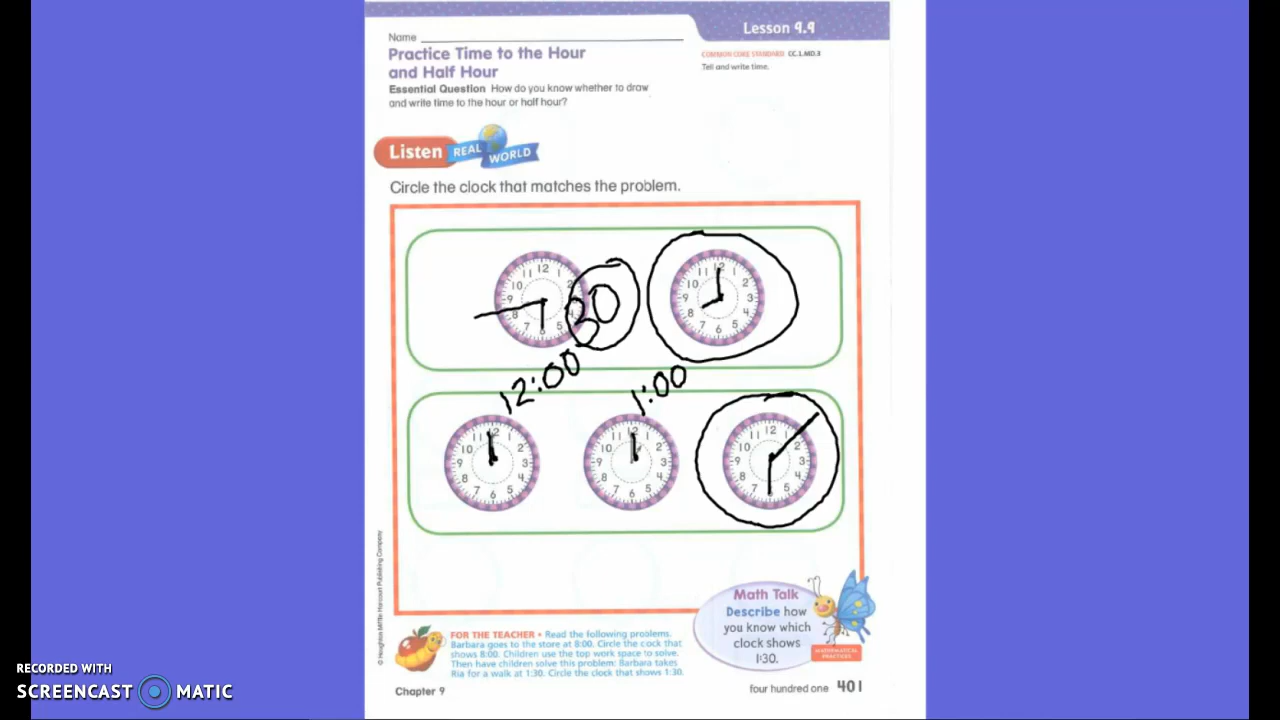 Lesson 9.9
Name
Practice Time to the Hour
and Half Hour
COMMON CORE STANDARD CC.1.MD.3
Tell and write time.
Essential Question How do you know whether to draw
and write time to the hour or half hour?
Listen REAL WORLD
Circle the clock that matches the problem.
30
12:00
1:00
Math Talk
Describe how
you know which
clock shows
1:30.
MATHEMATICAL
PRACTICES
FOR THE TEACHER • Read the following problems.
Barbara goes to the store at 8:00. Circle the clock that
shows 8:00. Children use the top work space to solve.
Then have children solve this problem: Barbara takes
Ria for a walk at 1:30. Circle the clock that shows 1:30.
© Houghton Mifflin Harcourt Publishing Company
Chapter 9
four hundred one 401
RECORDED WITH
SCREENCAST MATIC